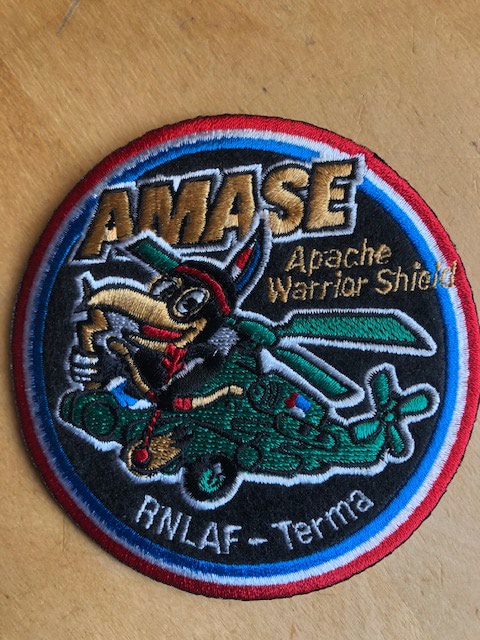 AMASE
Apache
Warrior Shield
RNLAF - Terma